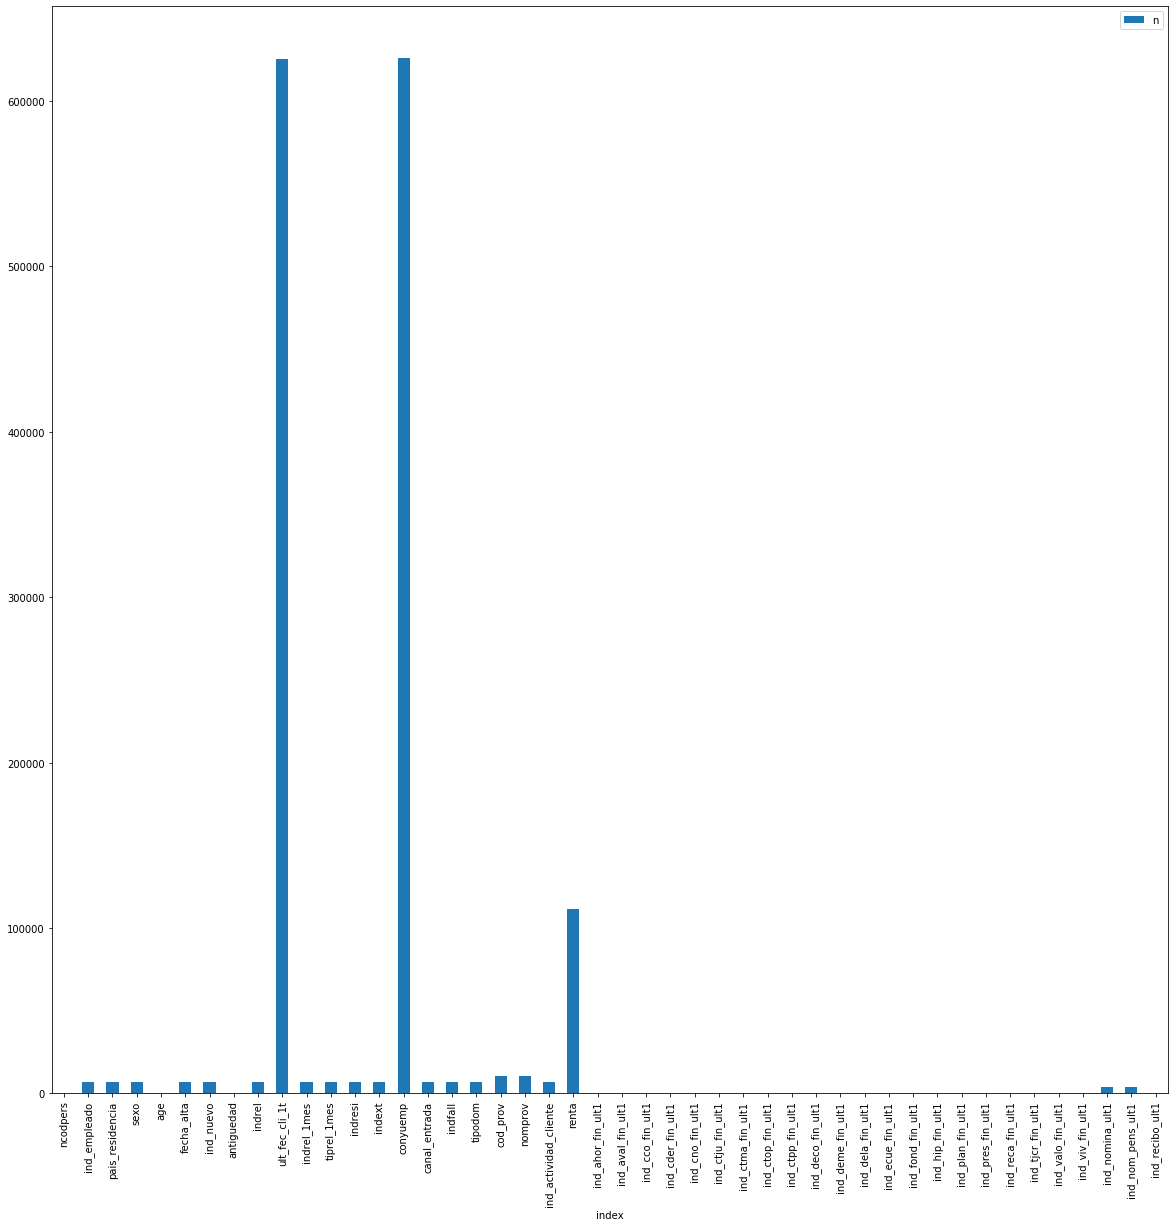 n
600000
500000
400000
300000
200000
100000
0
ncodpers
ind_empleado
pais_residencia
sexo
age
fecha_alta
ind_nuevo
antiguedad
indrel
ult_fec_cli_1t
indrel_1mes
tiprel_1mes
indresi
indext
conyuemp
canal_entrada
indfall
tipodom
cod_prov
nomprov
ind_actividad_cliente
renta
ind_ahor_fin_ult1
ind_aval_fin_ult1
ind_cco_fin_ult1
ind_cder_fin_ult1
ind_cno_fin_ult1
ind_ctju_fin_ult1
ind_ctma_fin_ult1
ind_ctop_fin_ult1
ind_ctpp_fin_ult1
ind_deco_fin_ult1
ind_deme_fin_ult1
ind_dela_fin_ult1
ind_ecue_fin_ult1
ind_fond_fin_ult1
ind_hip_fin_ult1
ind_plan_fin_ult1
ind_pres_fin_ult1
ind_reca_fin_ult1
ind_tjcr_fin_ult1
ind_valo_fin_ult1
ind_viv_fin_ult1
ind_nomina_ult1
ind_nom_pens_ult1
ind_recibo_ult1
index